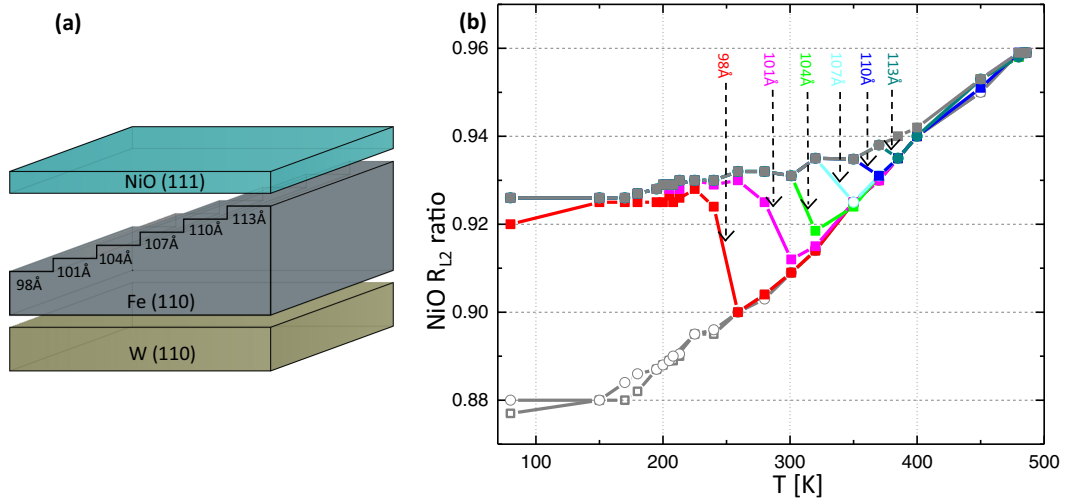 (a)
NiO (111)
98Å
101Å
104Å
107Å
110Å
113Å
Fe (110)
W (110)
(b)
NiO R_L2 ratio
0.96
0.94
0.92
0.90
0.88
98Å
101Å
104Å
107Å
110Å
113Å
100
200
300
400
500
T [K]